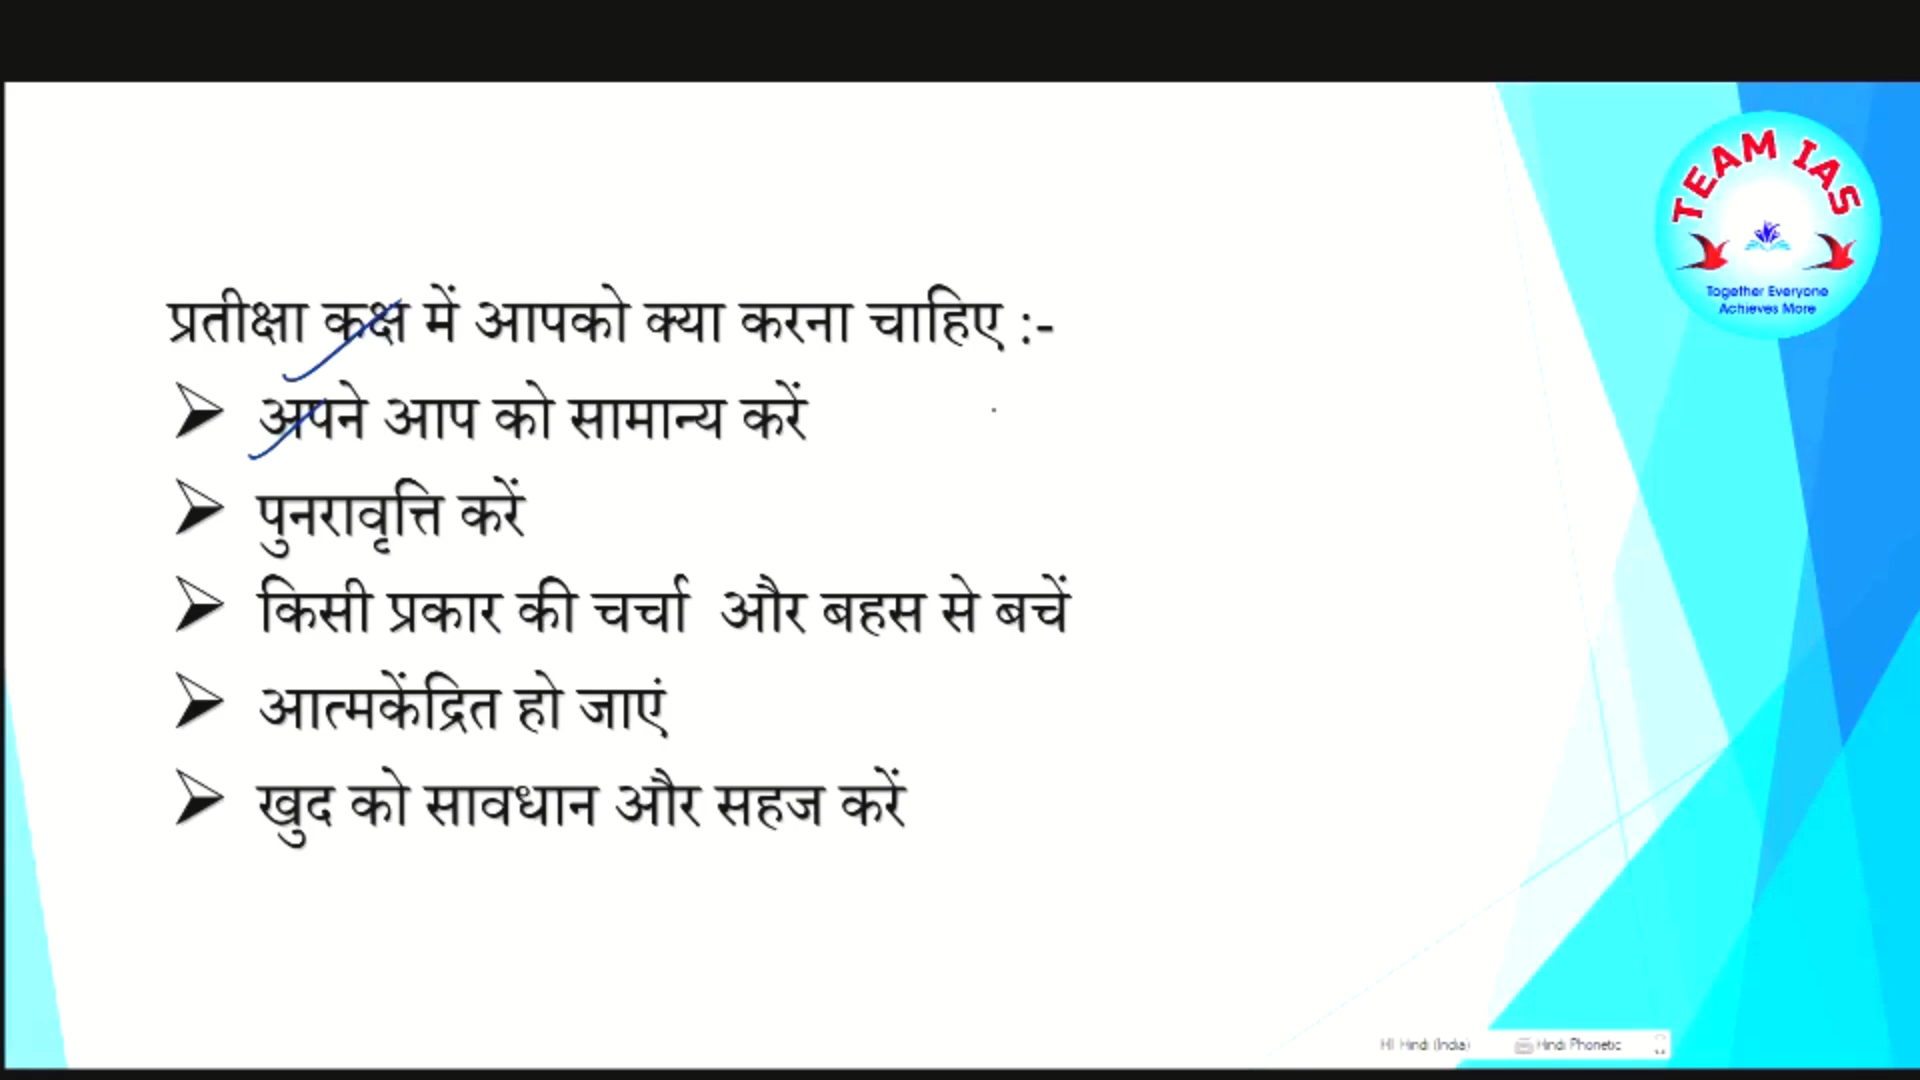 TEAM IAS
Together Everyone
Achieves More
प्रतीक्षा कक्ष में आपको क्या करना चाहिए :-
अपने आप को सामान्य करें
पुनरावृत्ति करें
किसी प्रकार की चर्चा और बहस से बचें
आत्मकेंद्रित हो जाएं
खुद को सावधान और सहज करें
HI Hindi (India) Hindi Phonetic